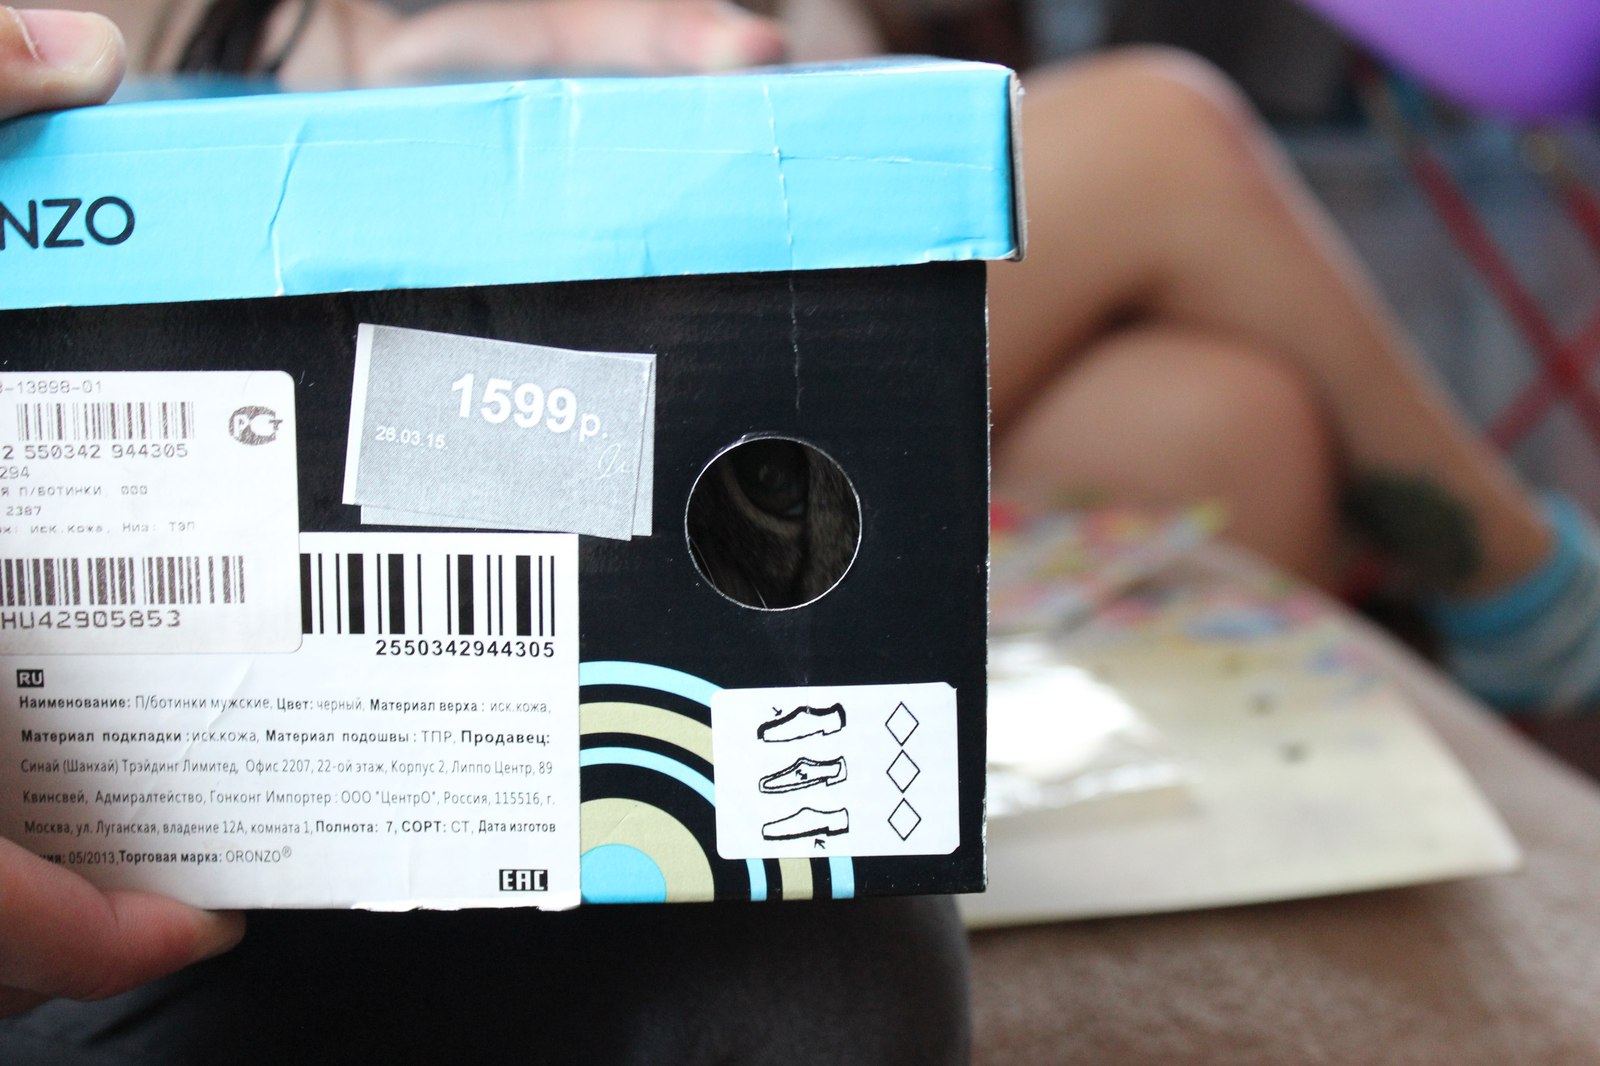 NZO
1599р.
26.03.15
-13898-01
РСТ
2 550342 944305
294
П/БОТИНКИ, 000
2387
: иск.кожа, Низ: ТЭП
HU42905853
2550342944305
RU
Наименование: П/ботинки мужские, Цвет: черный, Материал верха : иск.кожа,
Материал подкладки :иск.кожа, Материал подошвы : ТПР, Продавец:
Синай (Шанхай) Трэйдинг Лимитед, Офис 2207, 22-ой этаж, Корпус 2, Липпо Центр, 89
Квинсвей, Адмиралтейство, Гонконг Импортер : ООО "ЦентрО", Россия, 115516, г.
Москва, ул. Луганская, владение 12А, комната 1, Полнота: 7, СОРТ: СТ, Дата изготов
ия: 05/2013,Торговая марка: ORONZO®
EAC